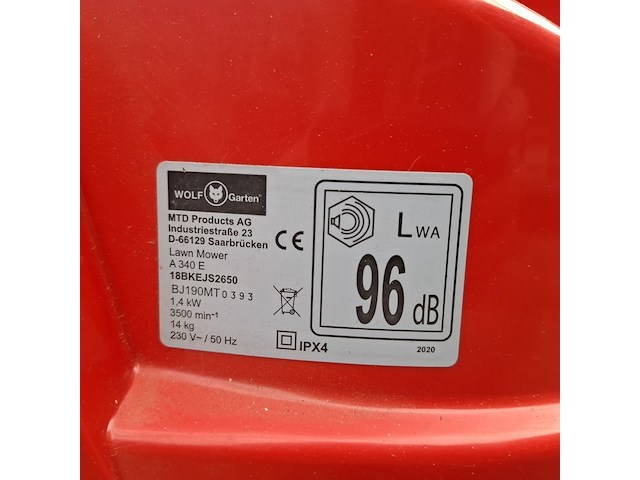 WOLF Garten
MTD Products AG
Industriestraße 23
D-66129 Saarbrücken
Lawn Mower
A 340 E
18BKEJS2650
BJ190MT0393
1,4 kW
3500 min⁻¹
14 kg
230 V~ / 50 Hz
CE
IPX4
LWA
96 dB
2020